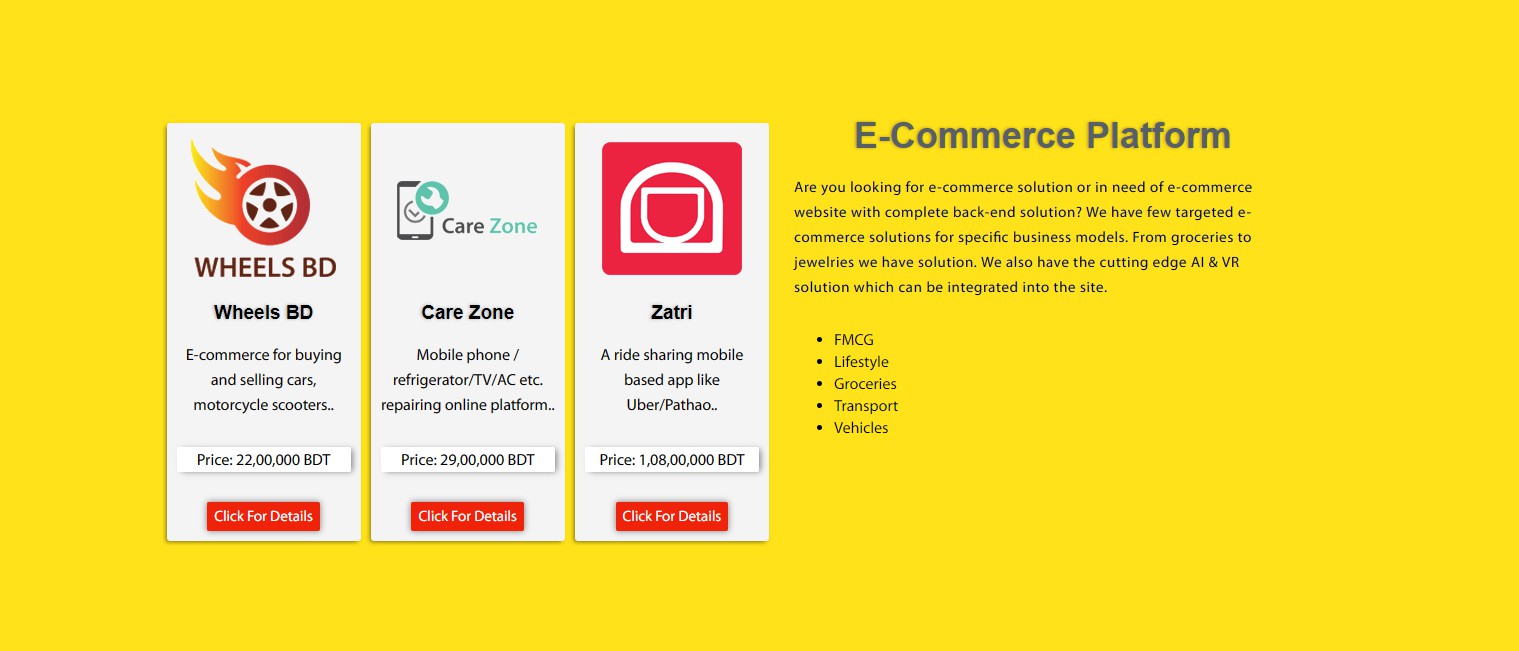 WHEELS BD
Wheels BD
E-commerce for buying
and selling cars,
motorcycle scooters..
Price: 22,00,000 BDT
Click For Details
Care Zone
Care Zone
Mobile phone /
refrigerator/TV/AC etc.
repairing online platform..
Price: 29,00,000 BDT
Click For Details
Zatri
A ride sharing mobile
based app like
Uber/Pathao..
Price: 1,08,00,000 BDT
Click For Details
E-Commerce Platform
Are you looking for e-commerce solution or in need of e-commerce
website with complete back-end solution? We have few targeted e-
commerce solutions for specific business models. From groceries to
jewelries we have solution. We also have the cutting edge AI & VR
solution which can be integrated into the site.
• FMCG
• Lifestyle
• Groceries
• Transport
• Vehicles